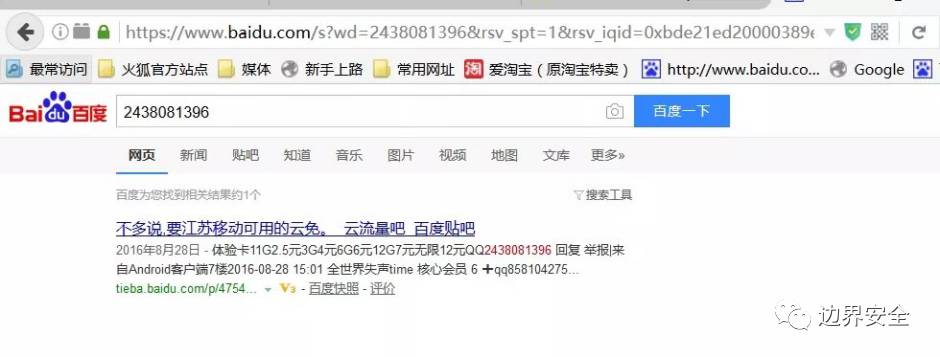 https://www.baidu.com/s?wd=2438081396&rsv_spt=1&rsv_iqid=0xbde21ed20000389e
最常访问 火狐官方站点 媒体 新手上路 常用网址 淘 爱淘宝（原淘宝特卖） http://www.baidu.co... Google
Bai du 百度 2438081396 百度一下
网页 新闻 贴吧 知道 音乐 图片 视频 地图 文库 更多»
百度为您找到相关结果约1个 搜索工具
不多说,要江苏移动可用的云免。_云流量吧_百度贴吧
2016年8月28日 - 体验卡11G2.5元3G4元6G6元12G7元无限12元QQ2438081396 回复 举报|来
自Android客户端7楼2016-08-28 15:01 全世界失声time 核心会员 6 +qq858104275...
tieba.baidu.com/p/4754... V3 - 百度快照 - 评价
边界安全